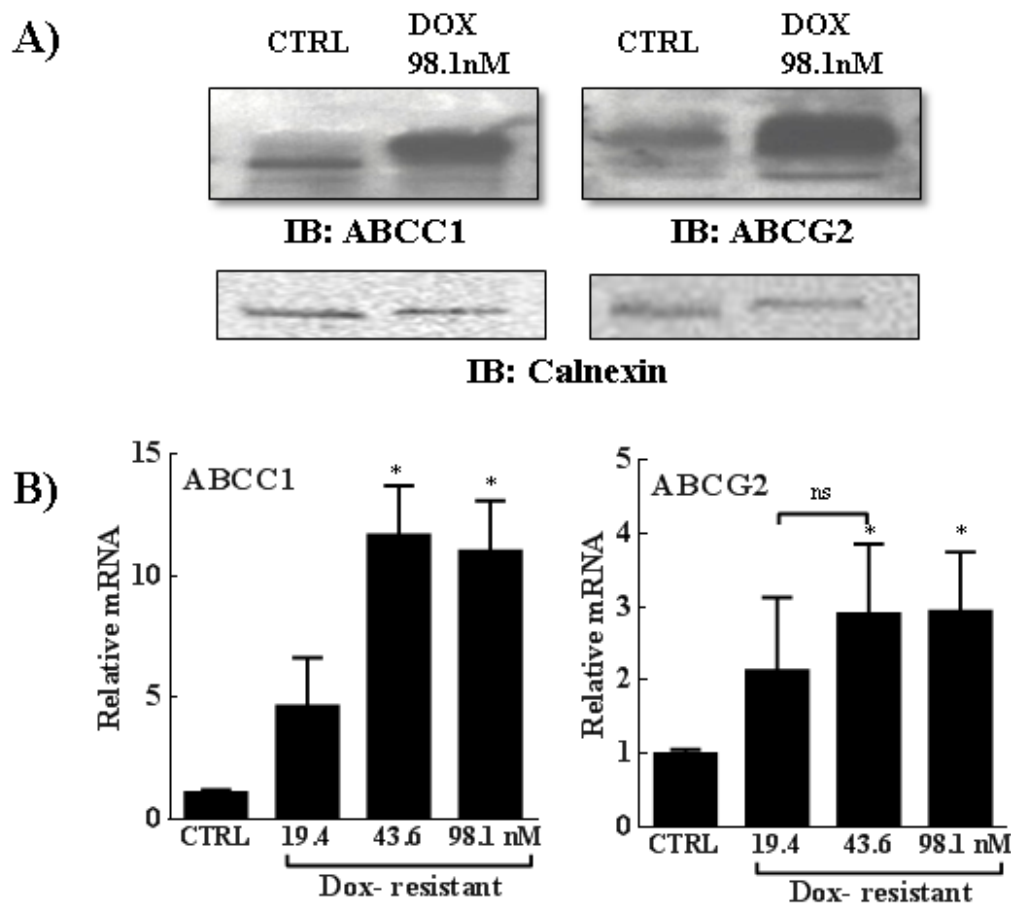 A)
CTRL
DOX
98.1nM
CTRL
DOX
98.1nM
IB: ABCC1
IB: ABCG2
IB: Calnexin
B)
ABCC1
Relative mRNA
15
10
5
0
*
*
CTRL
19.4
43.6
98.1 nM
Dox- resistant
ABCG2
Relative mRNA
5
4
3
2
1
0
ns
*
*
CTRL
19.4
43.6
98.1 nM
Dox- resistant